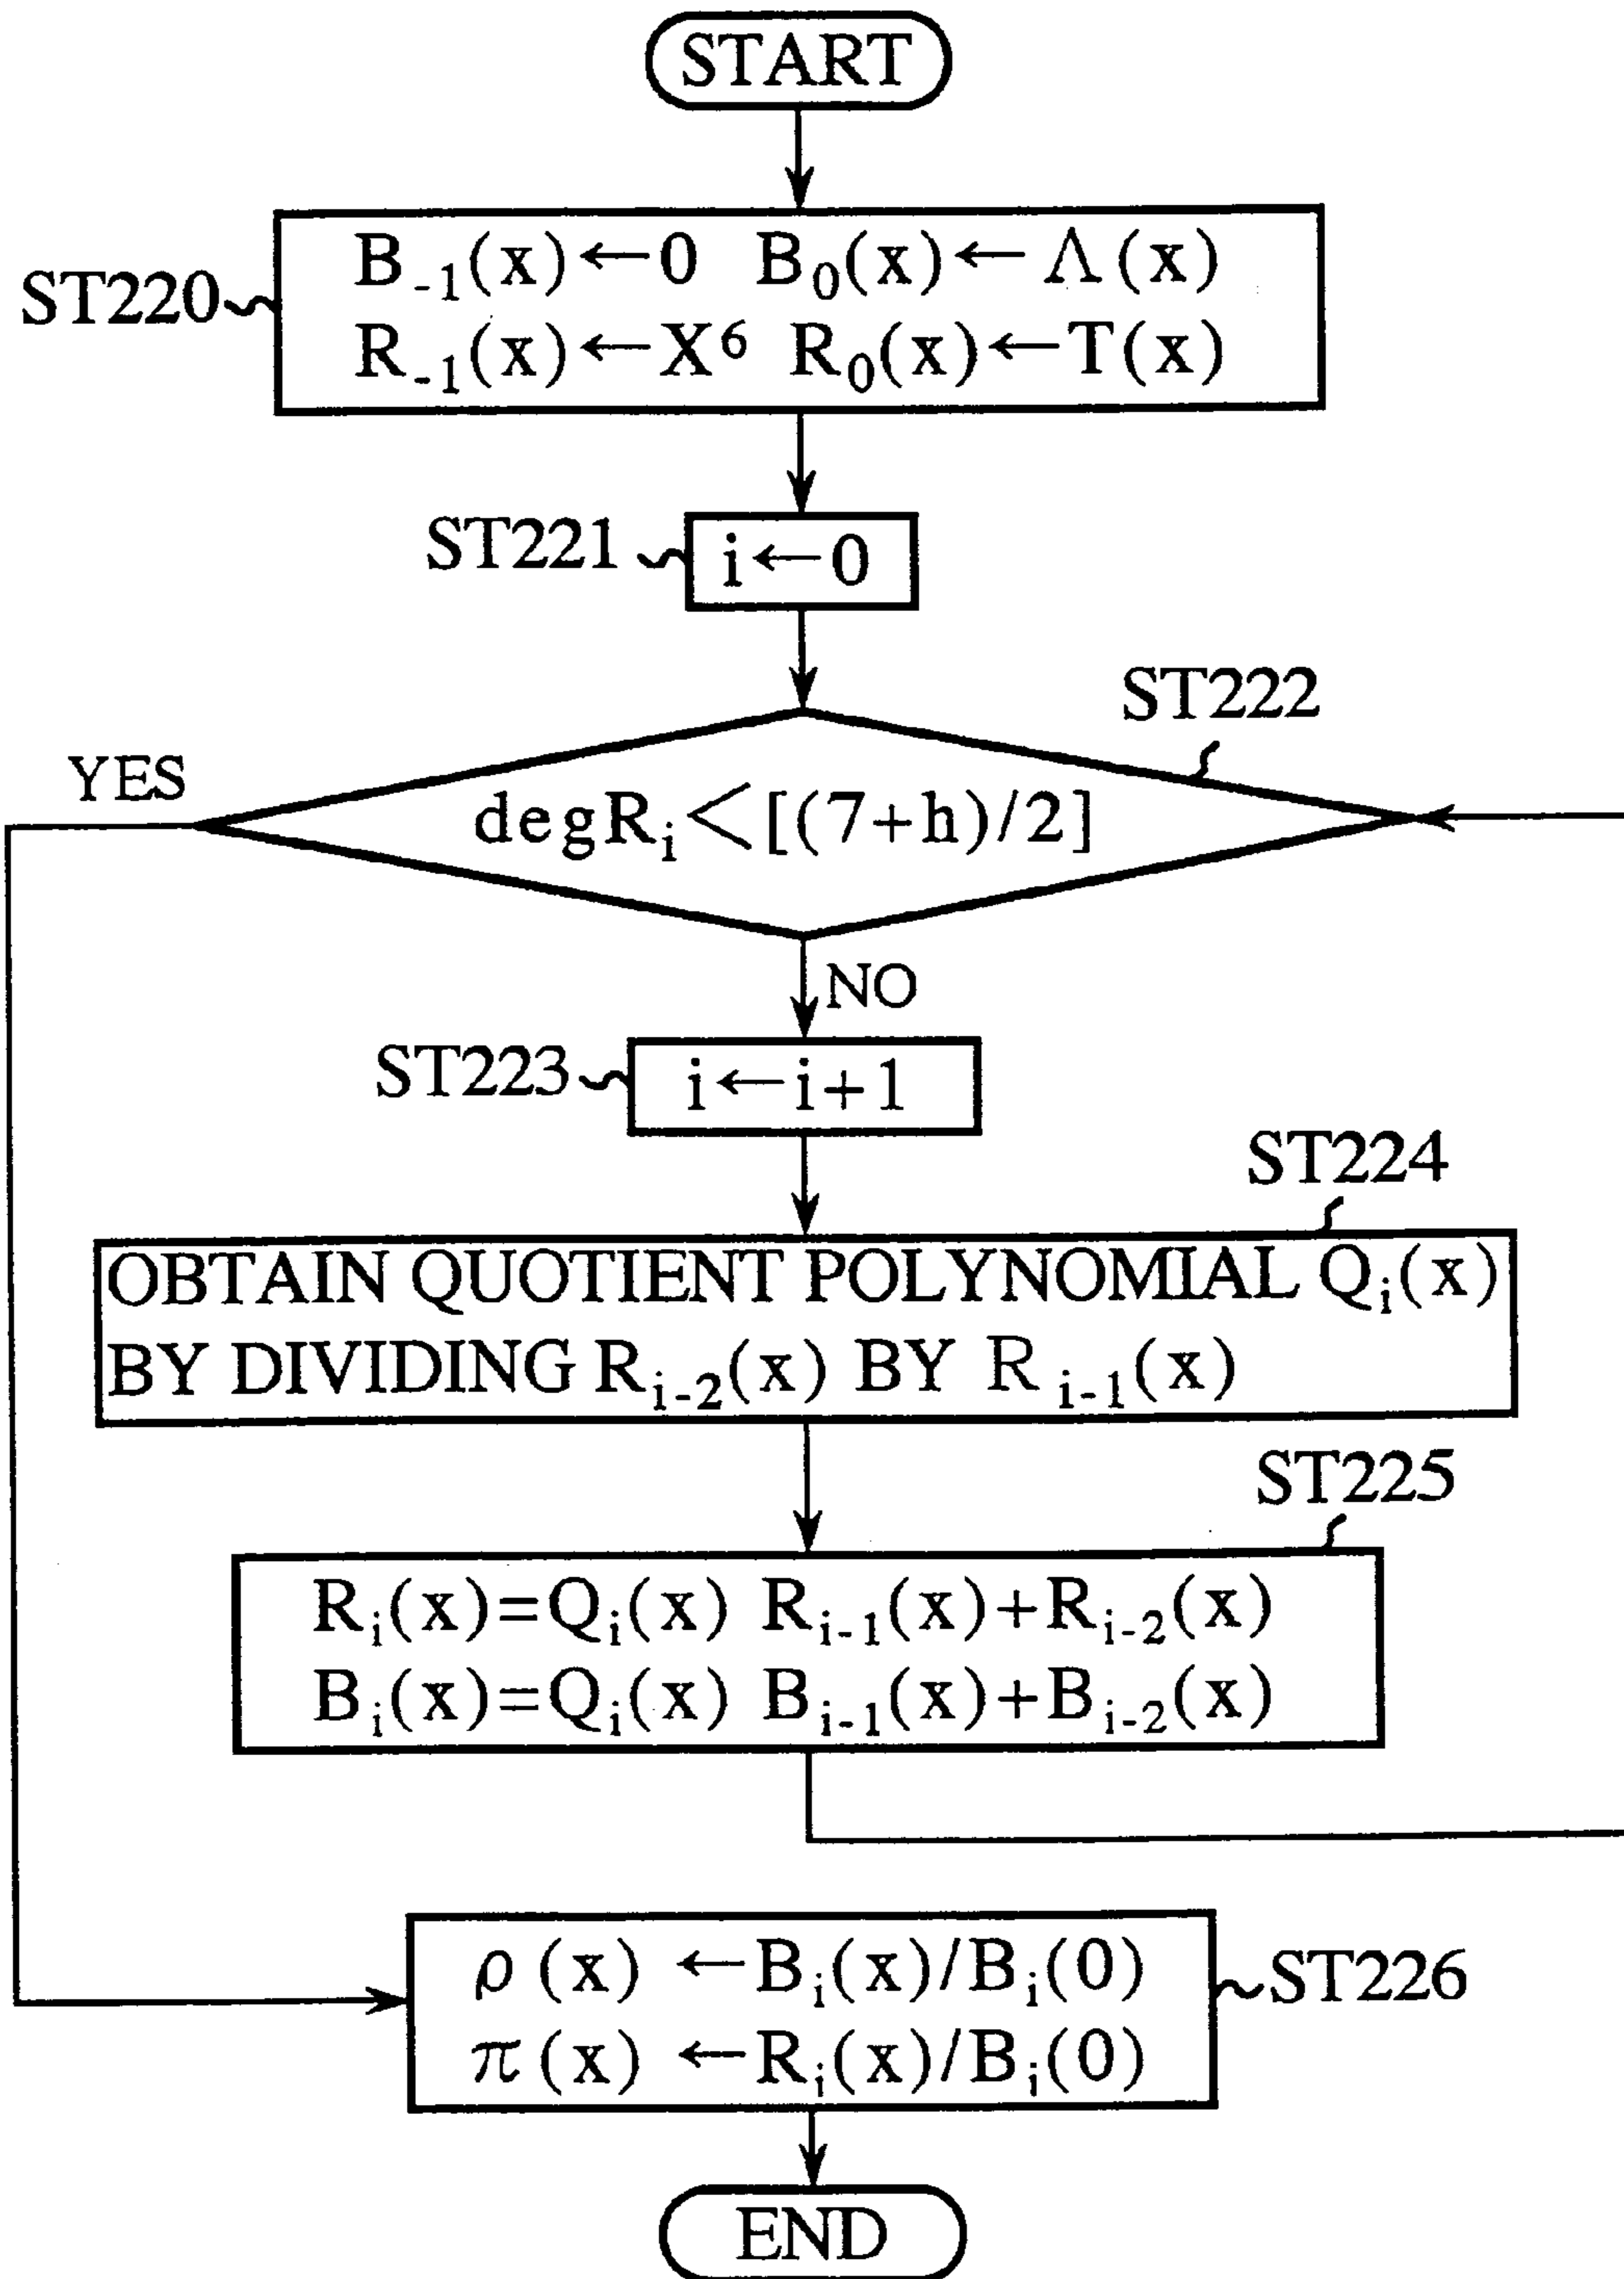 START
ST220
B₋₁(x)←0 B₀(x)←Λ(x)
R₋₁(x)←X⁶ R₀(x)←T(x)
ST221
i←0
ST222
YES
degRᵢ<[(7+h)/2]
NO
ST223
i←i+1
ST224
OBTAIN QUOTIENT POLYNOMIAL Qᵢ(x)
BY DIVIDING Rᵢ₋₂(x) BY Rᵢ₋₁(x)
ST225
Rᵢ(x)=Qᵢ(x) Rᵢ₋₁(x)+Rᵢ₋₂(x)
Bᵢ(x)=Qᵢ(x) Bᵢ₋₁(x)+Bᵢ₋₂(x)
ρ(x) ←Bᵢ(x)/Bᵢ(0)
π(x) ←Rᵢ(x)/Bᵢ(0)
ST226
END